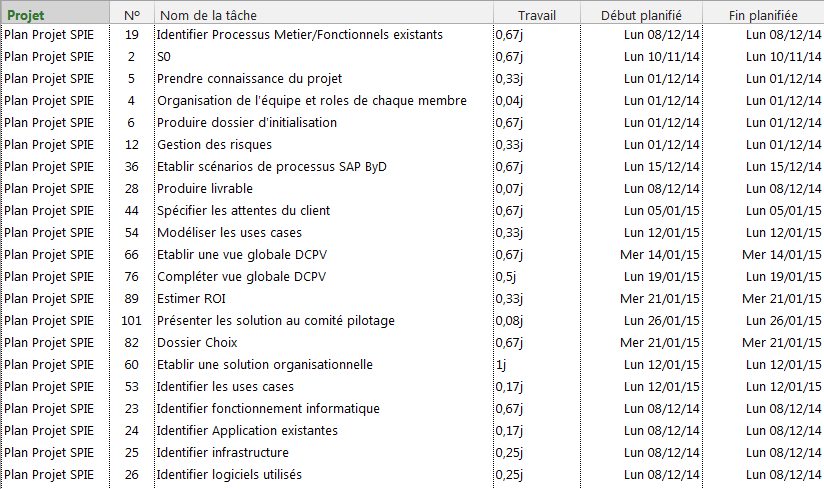 Projet Nº Nom de la tâche Travail Début planifié Fin planifiée
Plan Projet SPIE 19 Identifier Processus Metier/Fonctionnels existants 0,67j Lun 08/12/14 Lun 08/12/14
Plan Projet SPIE 2 S0 0,67j Lun 10/11/14 Lun 10/11/14
Plan Projet SPIE 5 Prendre connaissance du projet 0,33j Lun 01/12/14 Lun 01/12/14
Plan Projet SPIE 4 Organisation de l'équipe et roles de chaque membre 0,04j Lun 01/12/14 Lun 01/12/14
Plan Projet SPIE 6 Produire dossier d'initialisation 0,67j Lun 01/12/14 Lun 01/12/14
Plan Projet SPIE 12 Gestion des risques 0,33j Lun 01/12/14 Lun 01/12/14
Plan Projet SPIE 36 Etablir scénarios de processus SAP ByD 0,67j Lun 15/12/14 Lun 15/12/14
Plan Projet SPIE 28 Produire livrable 0,07j Lun 08/12/14 Lun 08/12/14
Plan Projet SPIE 44 Spécifier les attentes du client 0,67j Lun 05/01/15 Lun 05/01/15
Plan Projet SPIE 54 Modéliser les uses cases 0,33j Lun 12/01/15 Lun 12/01/15
Plan Projet SPIE 66 Etablir une vue globale DCPV 0,67j Mer 14/01/15 Mer 14/01/15
Plan Projet SPIE 76 Compléter vue globale DCPV 0,5j Lun 19/01/15 Lun 19/01/15
Plan Projet SPIE 89 Estimer ROI 0,33j Mer 21/01/15 Mer 21/01/15
Plan Projet SPIE 101 Présenter les solution au comité pilotage 0,08j Lun 26/01/15 Lun 26/01/15
Plan Projet SPIE 82 Dossier Choix 0,67j Mer 21/01/15 Mer 21/01/15
Plan Projet SPIE 60 Etablir une solution organisationnelle 1j Lun 12/01/15 Lun 12/01/15
Plan Projet SPIE 53 Identifier les uses cases 0,17j Lun 12/01/15 Lun 12/01/15
Plan Projet SPIE 23 Identifier fonctionnement informatique 0,67j Lun 08/12/14 Lun 08/12/14
Plan Projet SPIE 24 Identifier Application existantes 0,17j Lun 08/12/14 Lun 08/12/14
Plan Projet SPIE 25 Identifier infrastructure 0,25j Lun 08/12/14 Lun 08/12/14
Plan Projet SPIE 26 Identifier logiciels utilisés 0,25j Lun 08/12/14 Lun 08/12/14